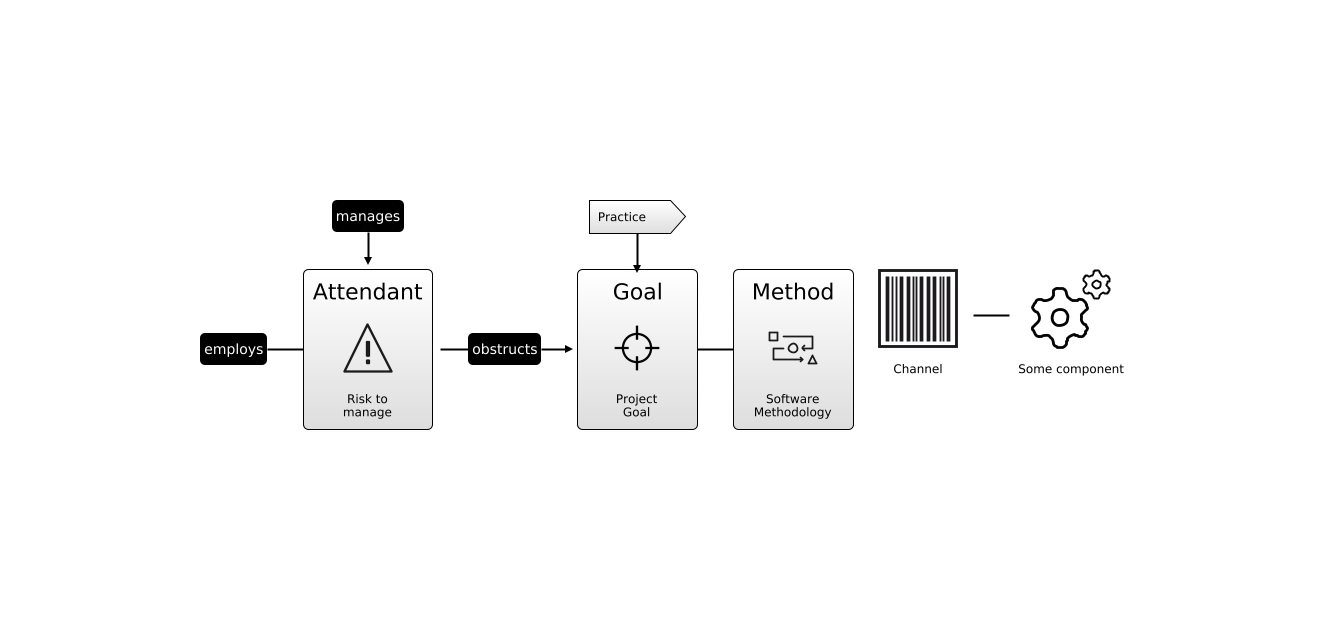 manages
Practice
Attendant
Goal
Method
employs
obstructs
Channel
Some component
Risk to
manage
Project
Goal
Software
Methodology